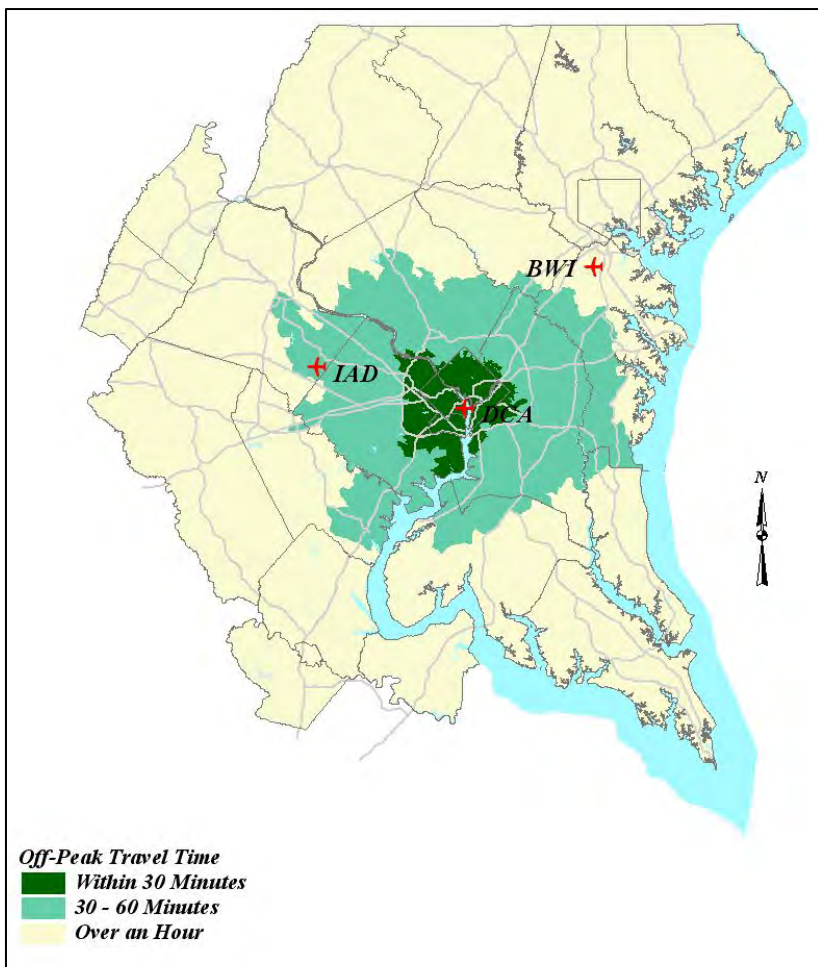 BWI
IAD
DCA
N
Off-Peak Travel Time
Within 30 Minutes
30 - 60 Minutes
Over an Hour